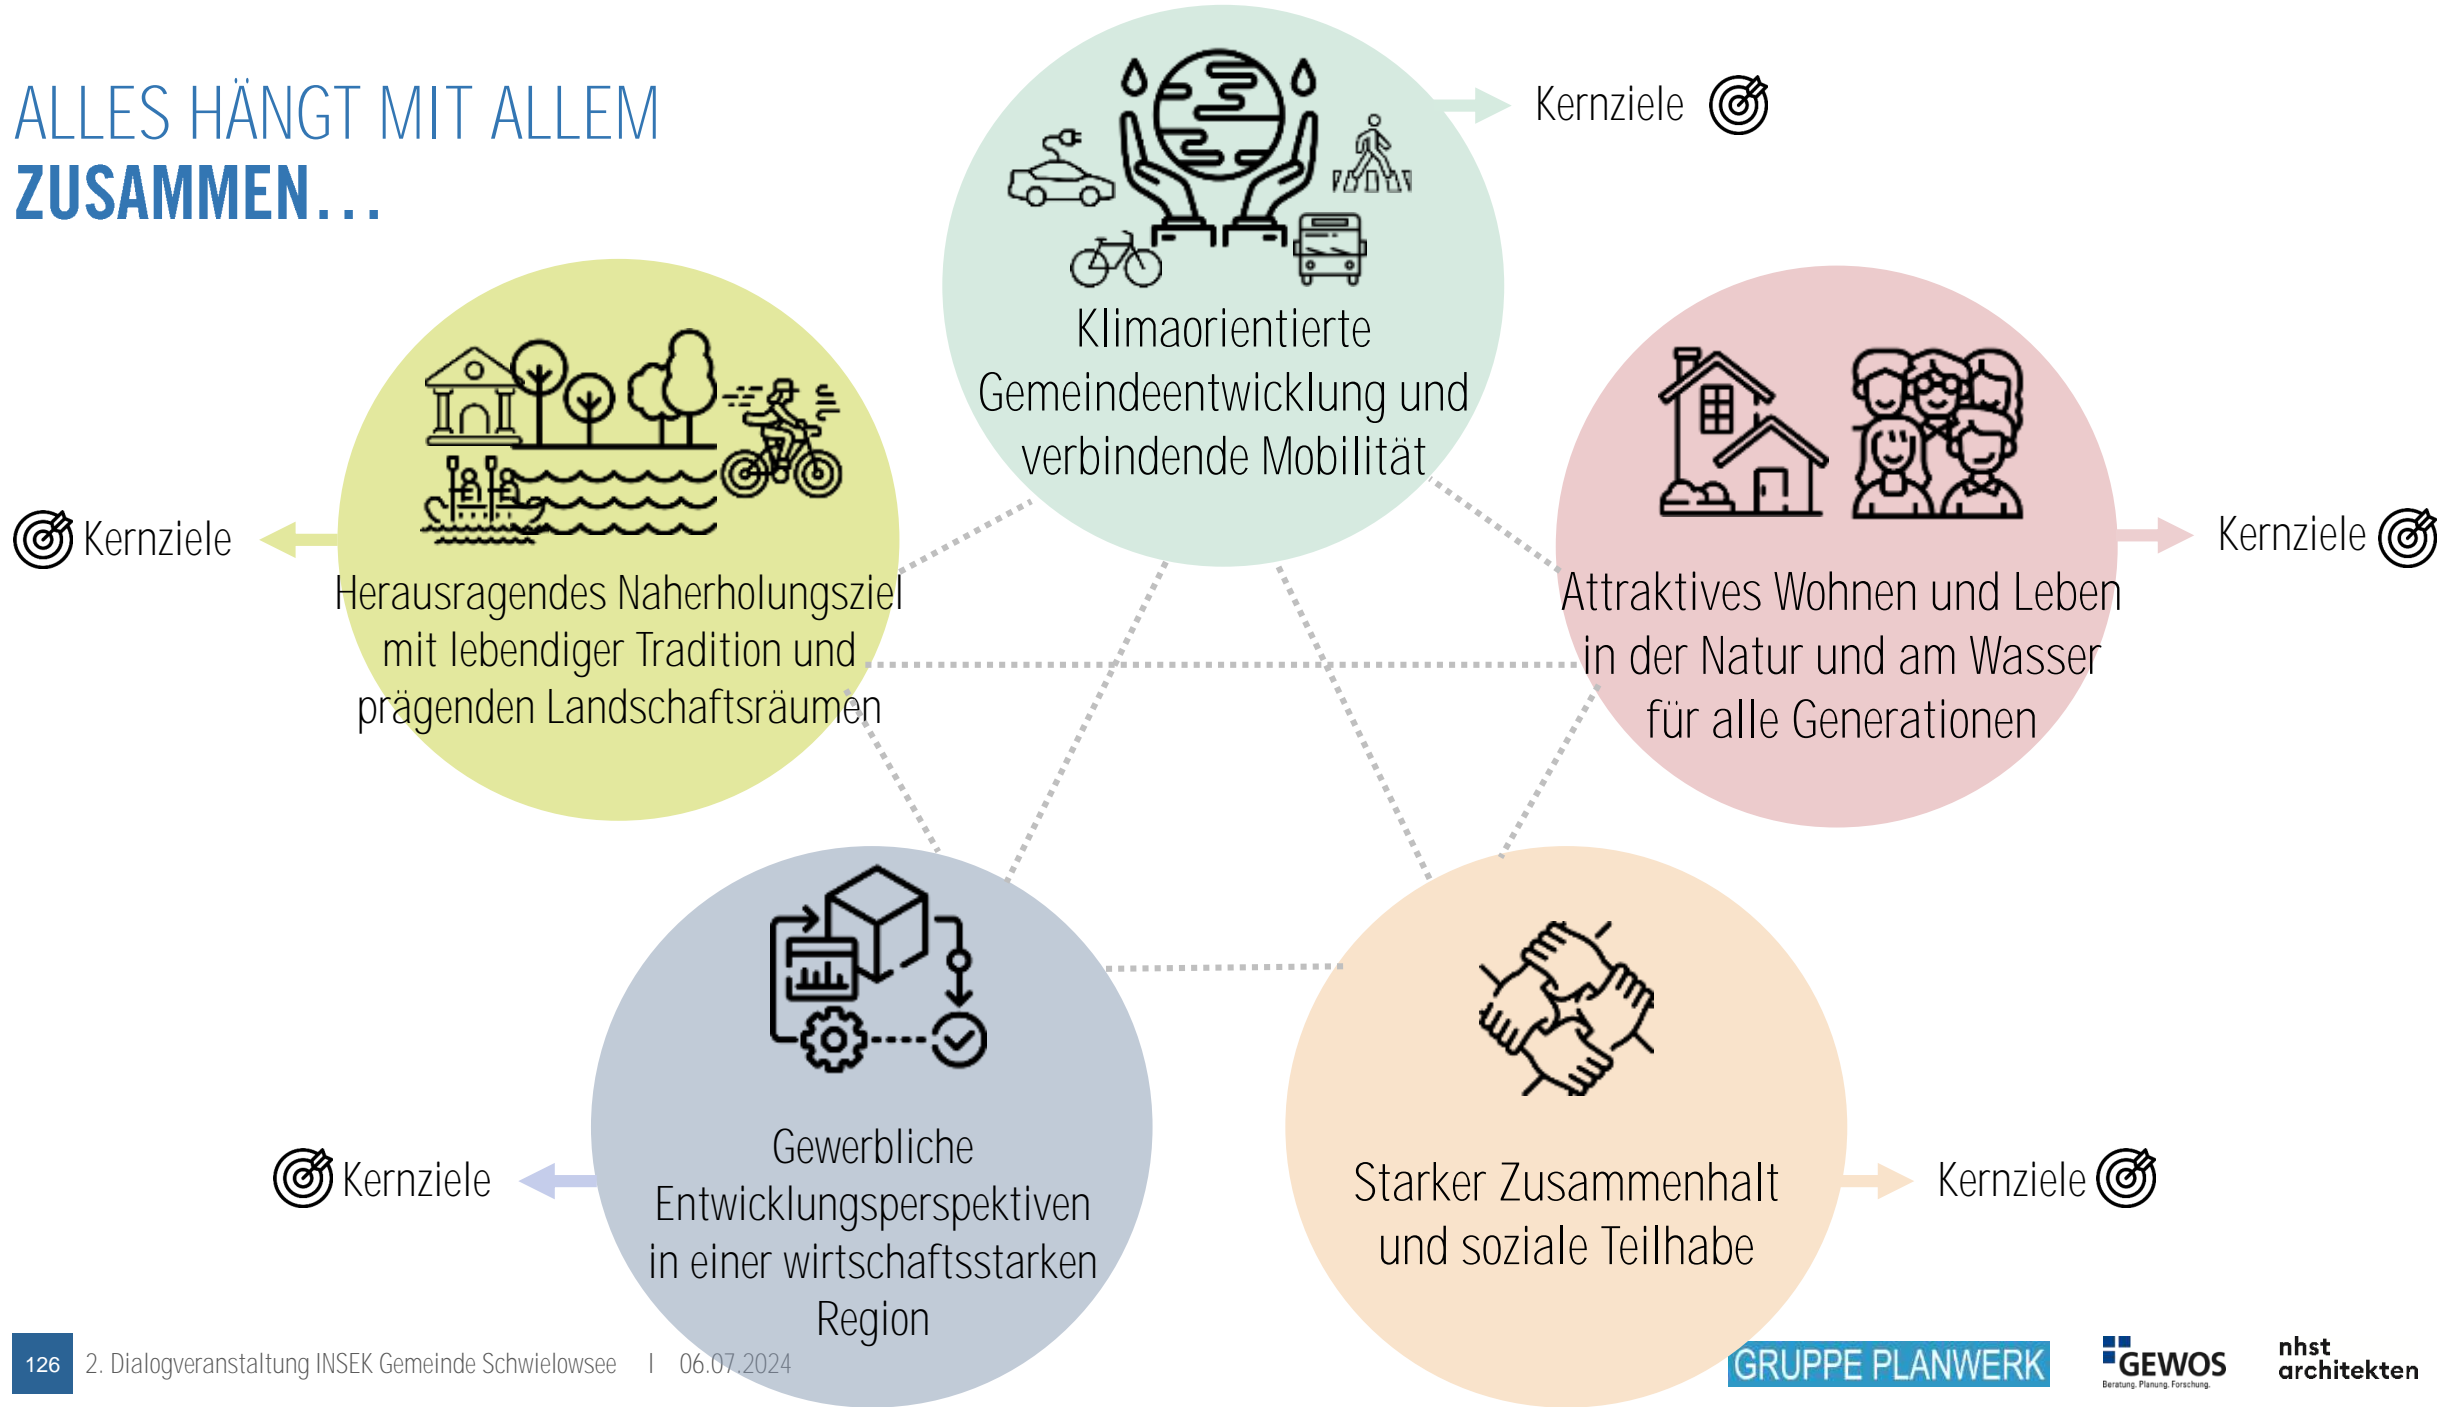 ALLES HÄNGT MIT ALLEM
ZUSAMMEN...
Kernziele
Klimaorientierte
Gemeindeentwicklung und
verbindende Mobilität
Kernziele
Herausragendes Naherholungsziel
mit lebendiger Tradition und
prägenden Landschaftsräumen
Attraktives Wohnen und Leben
in der Natur und am Wasser
für alle Generationen
Kernziele
Kernziele
Gewerbliche
Entwicklungsperspektiven
in einer wirtschaftsstarken
Region
Starker Zusammenhalt
und soziale Teilhabe
Kernziele
126 2. Dialogveranstaltung INSEK Gemeinde Schwielowsee I 06.07.2024
GRUPPE PLANWERK
GEWOS
Beratung. Planung. Forschung.
nhst
architekten